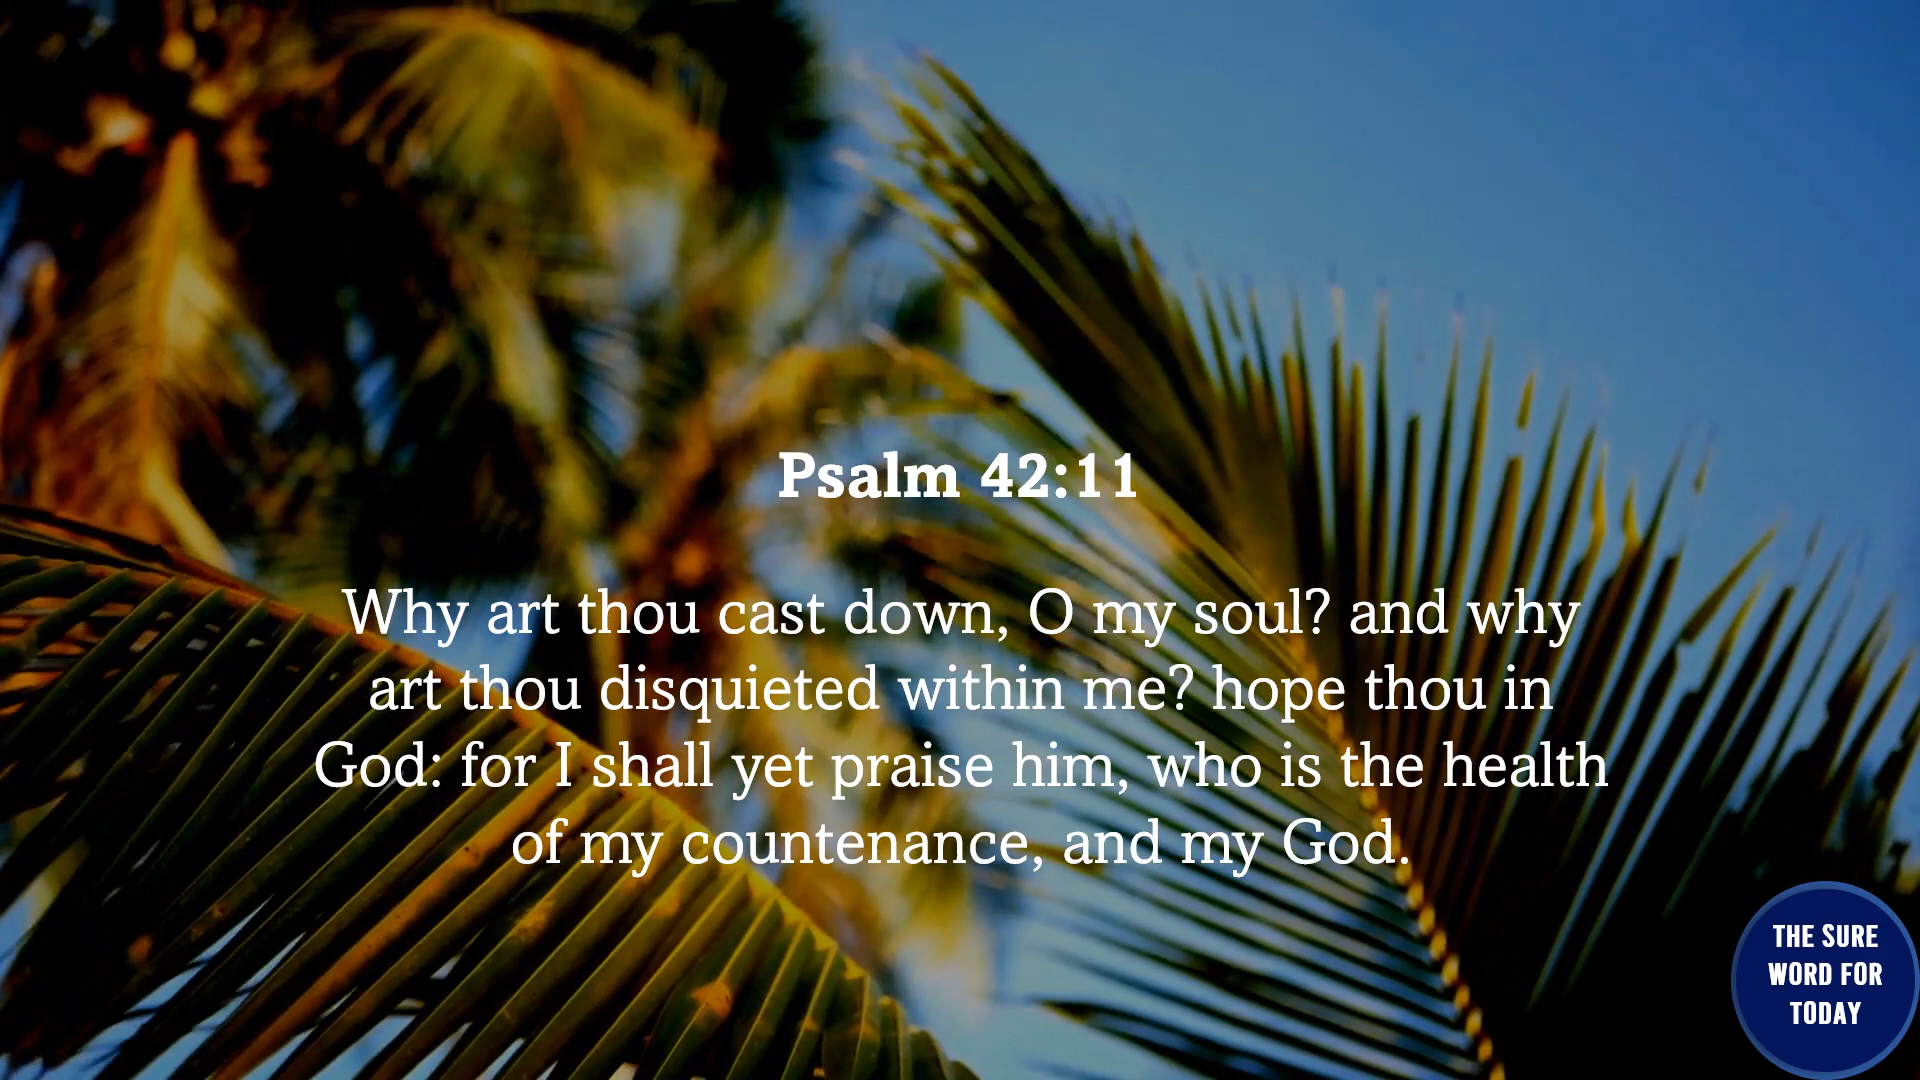 Psalm 42:11
Why art thou cast down, O my soul? and why
art thou disquieted within me? hope thou in
God: for I shall yet praise him, who is the health
of my countenance, and my God.
THE SURE
WORD FOR
TODAY